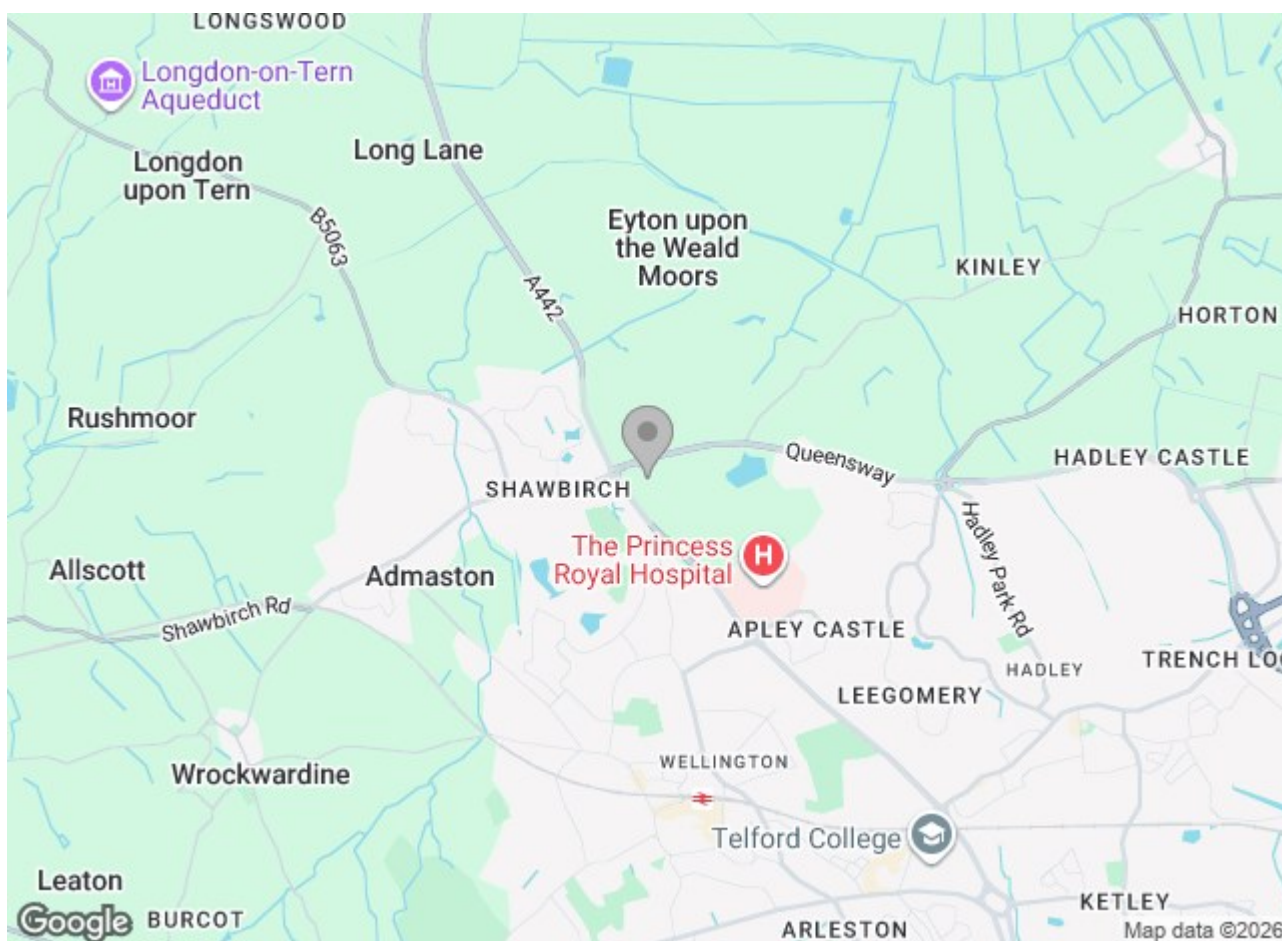 LONGSWOOD
Longdon-on-Tern
Aqueduct
Long Lane
Longdon
upon Tern
B5063
Eyton upon
the Weald
Moors
KINLEY
A442
HORTON
Rushmoor
Queensway
HADLEY CASTLE
SHAWBIRCH
Hadley Park Rd
The Princess
Royal Hospital
H
Allscott
Admaston
Shawbirch Rd
APLEY CASTLE
TRENCH LO
HADLEY
LEEGOMERY
Wrockwardine
WELLINGTON
Telford College
Leaton
KETLEY
Google
BURCOT
ARLESTON
Map data ©2026